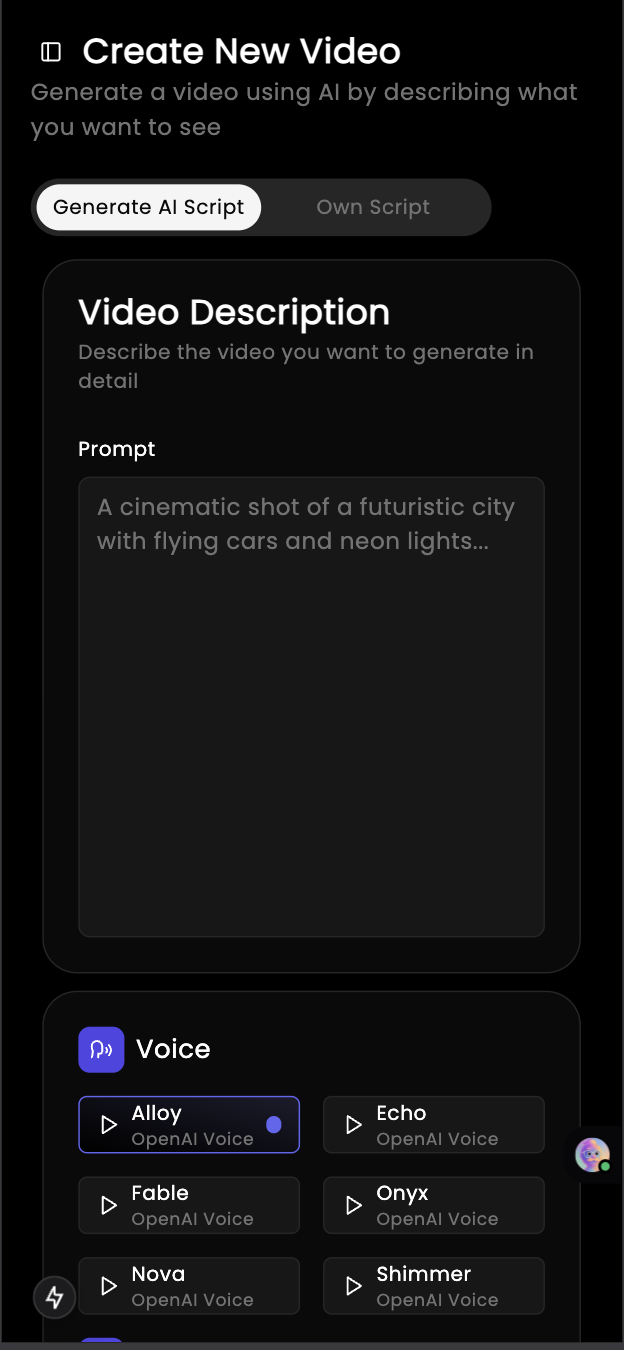 Create New Video
Generate a video using AI by describing what
you want to see
Generate AI Script
Own Script
Video Description
Describe the video you want to generate in
detail
Prompt
A cinematic shot of a futuristic city
with flying cars and neon lights...
Voice
Alloy
OpenAI Voice
Echo
OpenAI Voice
Fable
OpenAI Voice
Onyx
OpenAI Voice
Nova
OpenAI Voice
Shimmer
OpenAI Voice